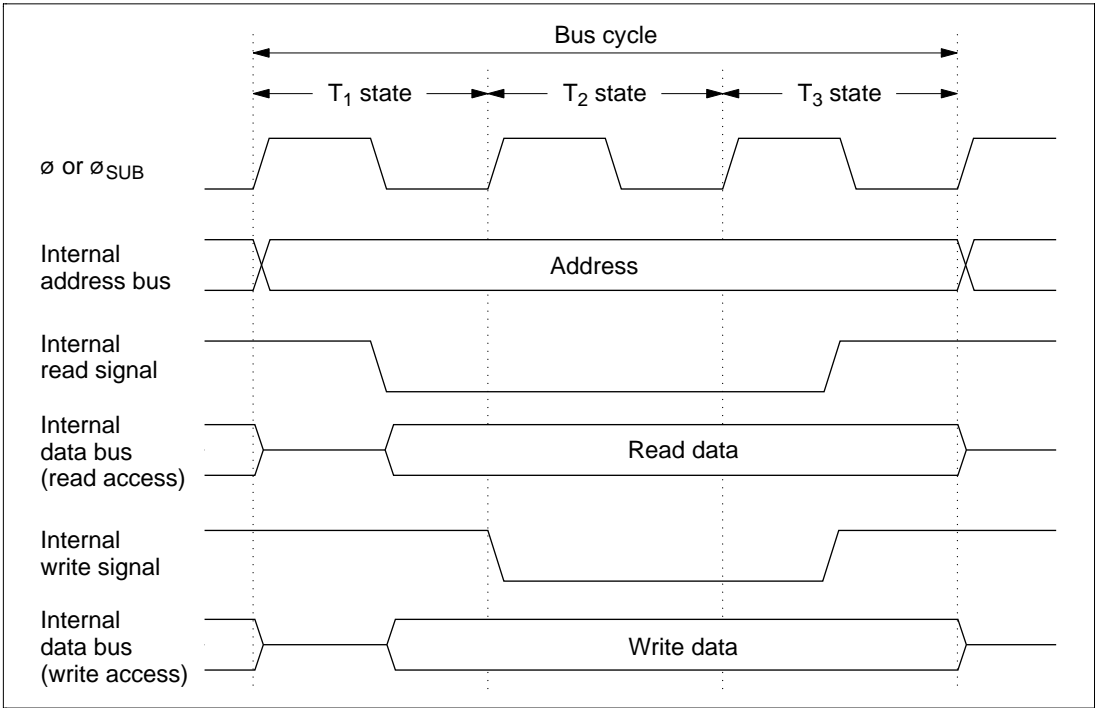 Bus cycle
T₁ state
T₂ state
T₃ state
ø or øSUB
Internal
address bus
Address
Internal
read signal
Internal
data bus
(read access)
Read data
Internal
write signal
Internal
data bus
(write access)
Write data